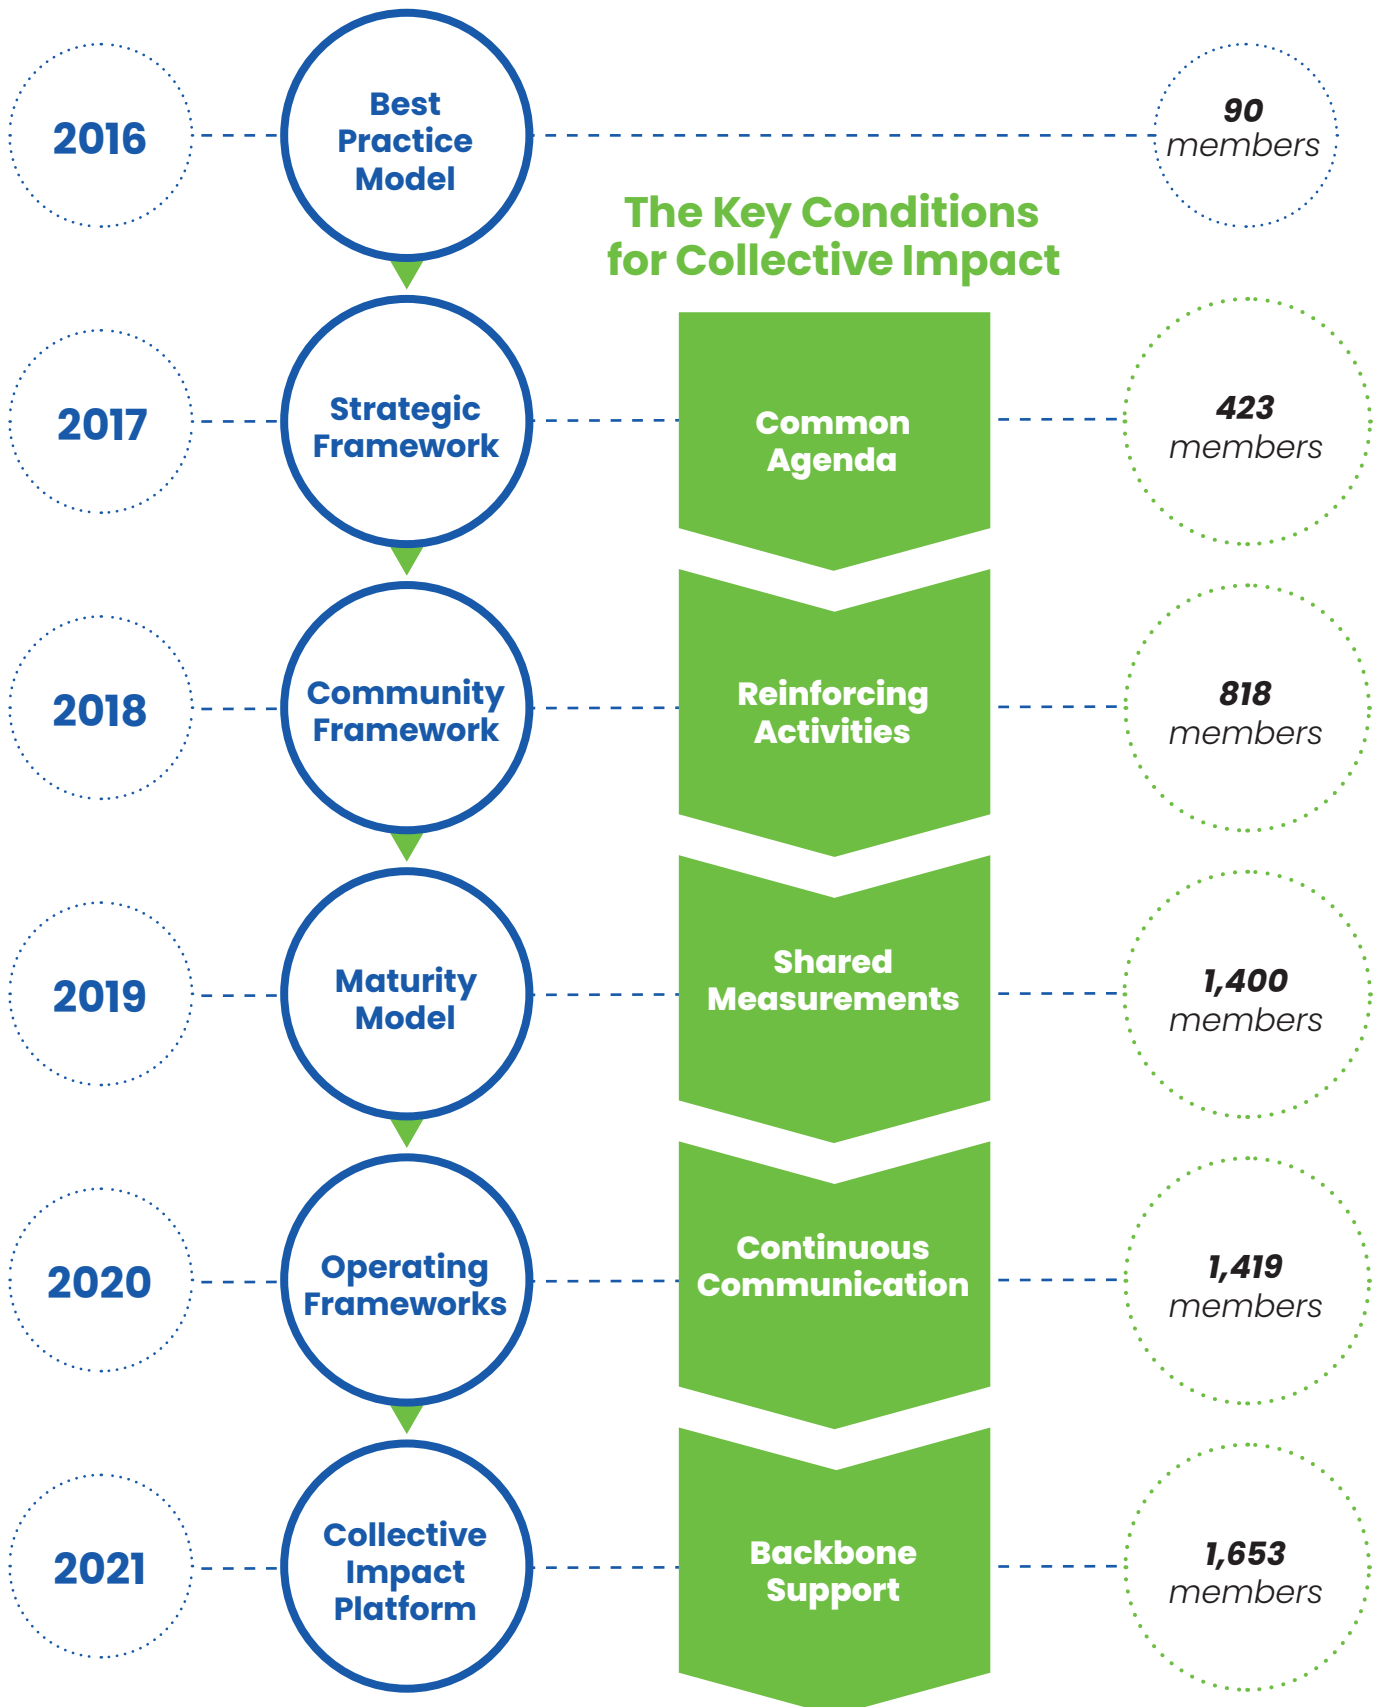 2016
Best
Practice
Model
90
members
The Key Conditions
for Collective Impact
2017
Strategic
Framework
Common
Agenda
423
members
2018
Community
Framework
Reinforcing
Activities
818
members
2019
Maturity
Model
Shared
Measurements
1,400
members
2020
Operating
Frameworks
Continuous
Communication
1,419
members
2021
Collective
Impact
Platform
Backbone
Support
1,653
members